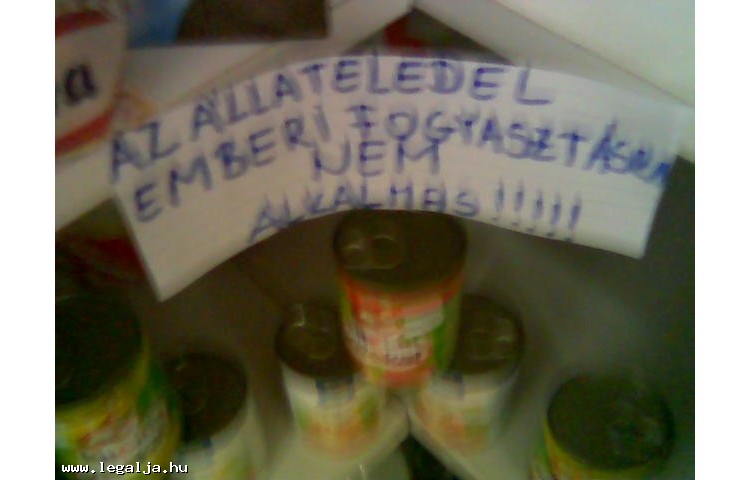 AZ ÁLLATELEDEL
EMBERI FOGYASZTÁSRA
NEM
ALKALMAS!!!!!
a
www.legalja.hu